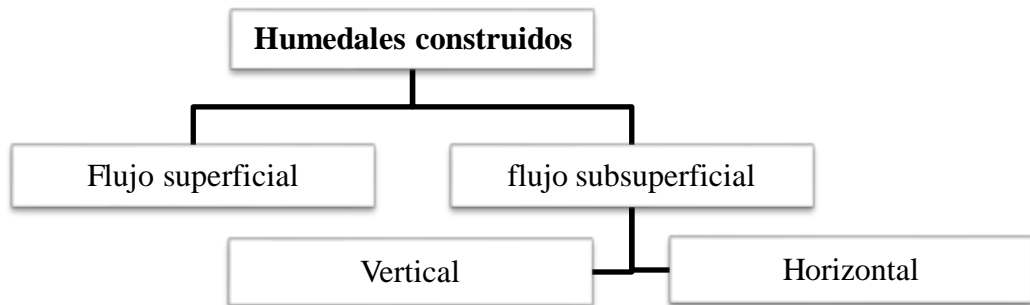 Humedales construidos
Flujo superficial
flujo subsuperficial
Vertical
Horizontal